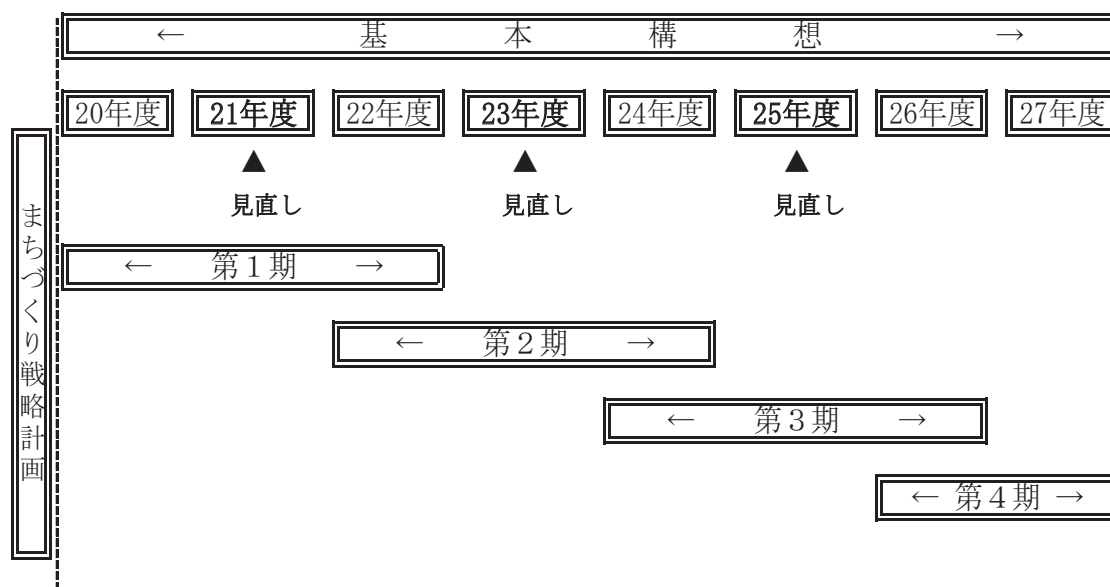 ← 基本構想 →
20年度 21年度 22年度 23年度 24年度 25年度 26年度 27年度
▲ ▲ ▲
見直し 見直し 見直し
まちづくり戦略計画
← 第1期 →
← 第2期 →
← 第3期 →
← 第4期 →